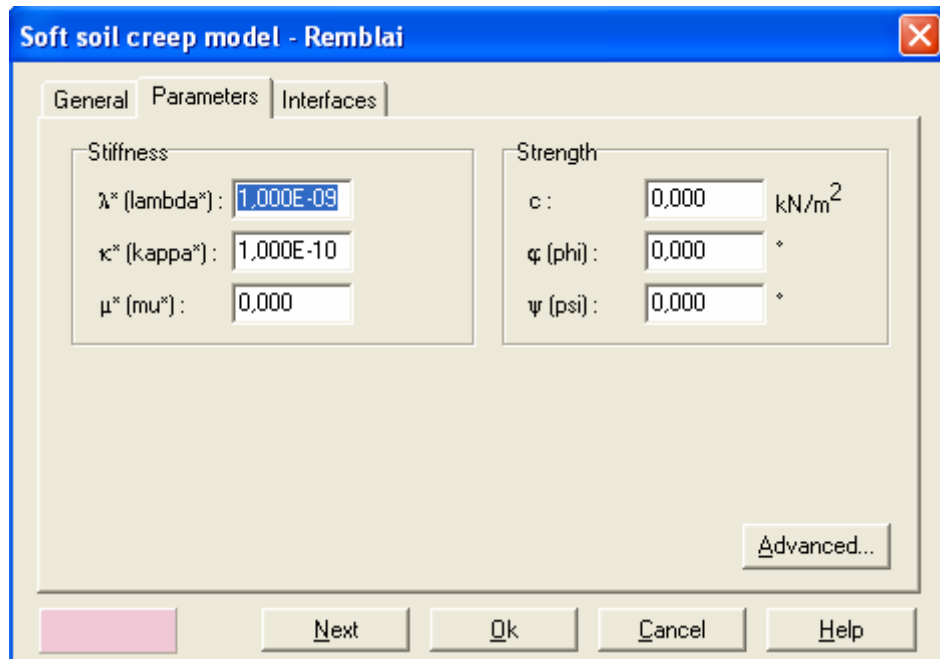 Soft soil creep model - Remblai
General Parameters Interfaces
Stiffness
λ* (lambda*) : 1,000E-09
κ* (kappa*) : 1,000E-10
μ* (mu*) : 0,000
Strength
c : 0,000 kN/m²
φ (phi) : 0,000 °
ψ (psi) : 0,000 °
Advanced...
Next Ok Cancel Help